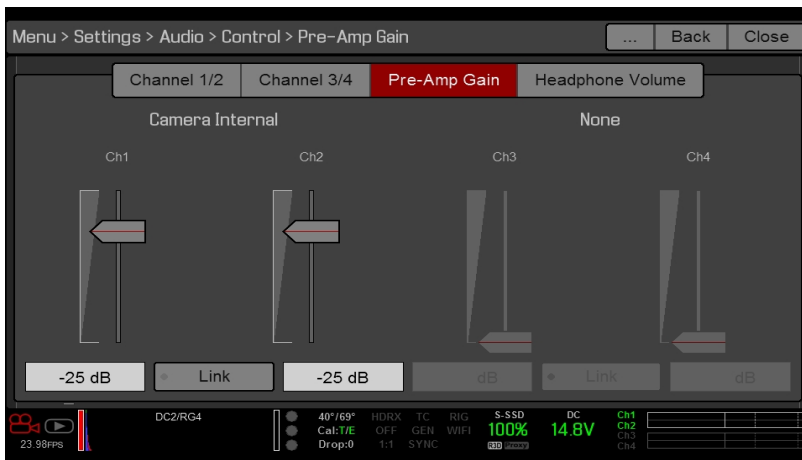 Menu > Settings > Audio > Control > Pre-Amp Gain ... Back Close
Channel 1/2 Channel 3/4 Pre-Amp Gain Headphone Volume
Camera Internal None
Ch1 Ch2 Ch3 Ch4
-25 dB Link -25 dB dB Link dB
DC2/RG4 40°/69° HDRX TC RIG S-SSD DC Ch1
Cal:T/E OFF GEN WIFI 100% 14.8V Ch2
23.98FPS Drop:0 1:1 SYNC R3D Proxy Ch3
Ch4